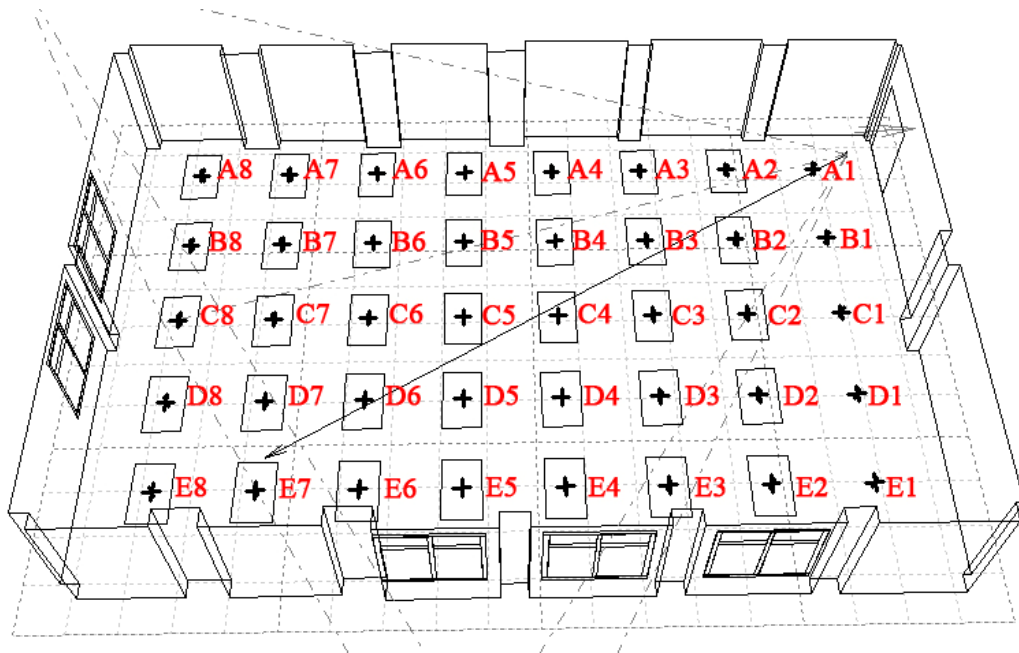 A8 A7 A6 A5 A4 A3 A2 A1
B8 B7 B6 B5 B4 B3 B2 B1
C8 C7 C6 C5 C4 C3 C2 C1
D8 D7 D6 D5 D4 D3 D2 D1
E8 E7 E6 E5 E4 E3 E2 E1